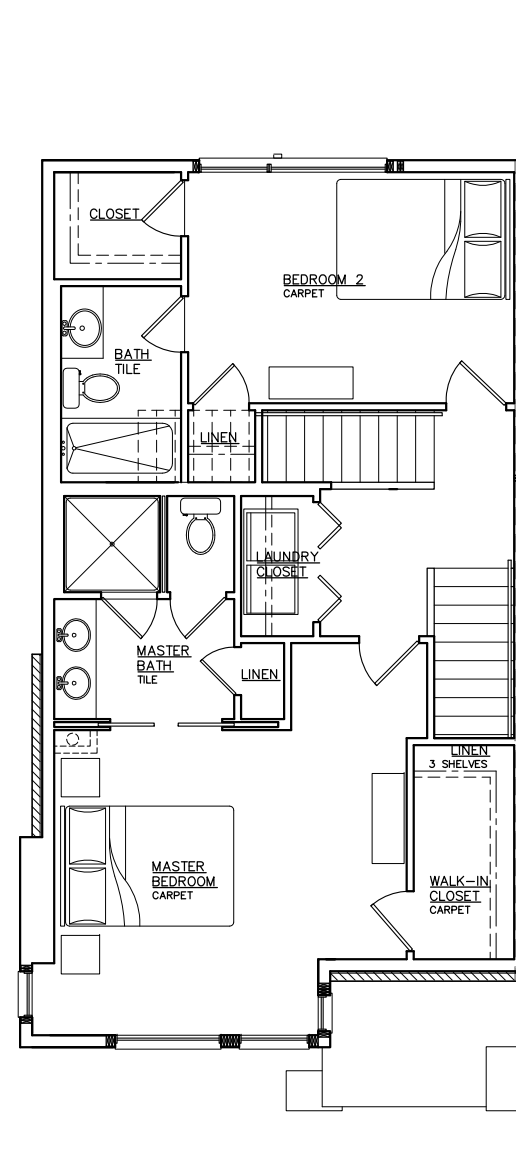 CLOSET
BEDROOM 2
CARPET
BATH
TILE
LINEN
LAUNDRY
CLOSET
MASTER
BATH
TILE
LINEN
LINEN
3 SHELVES
MASTER
BEDROOM
CARPET
WALK-IN
CLOSET
CARPET